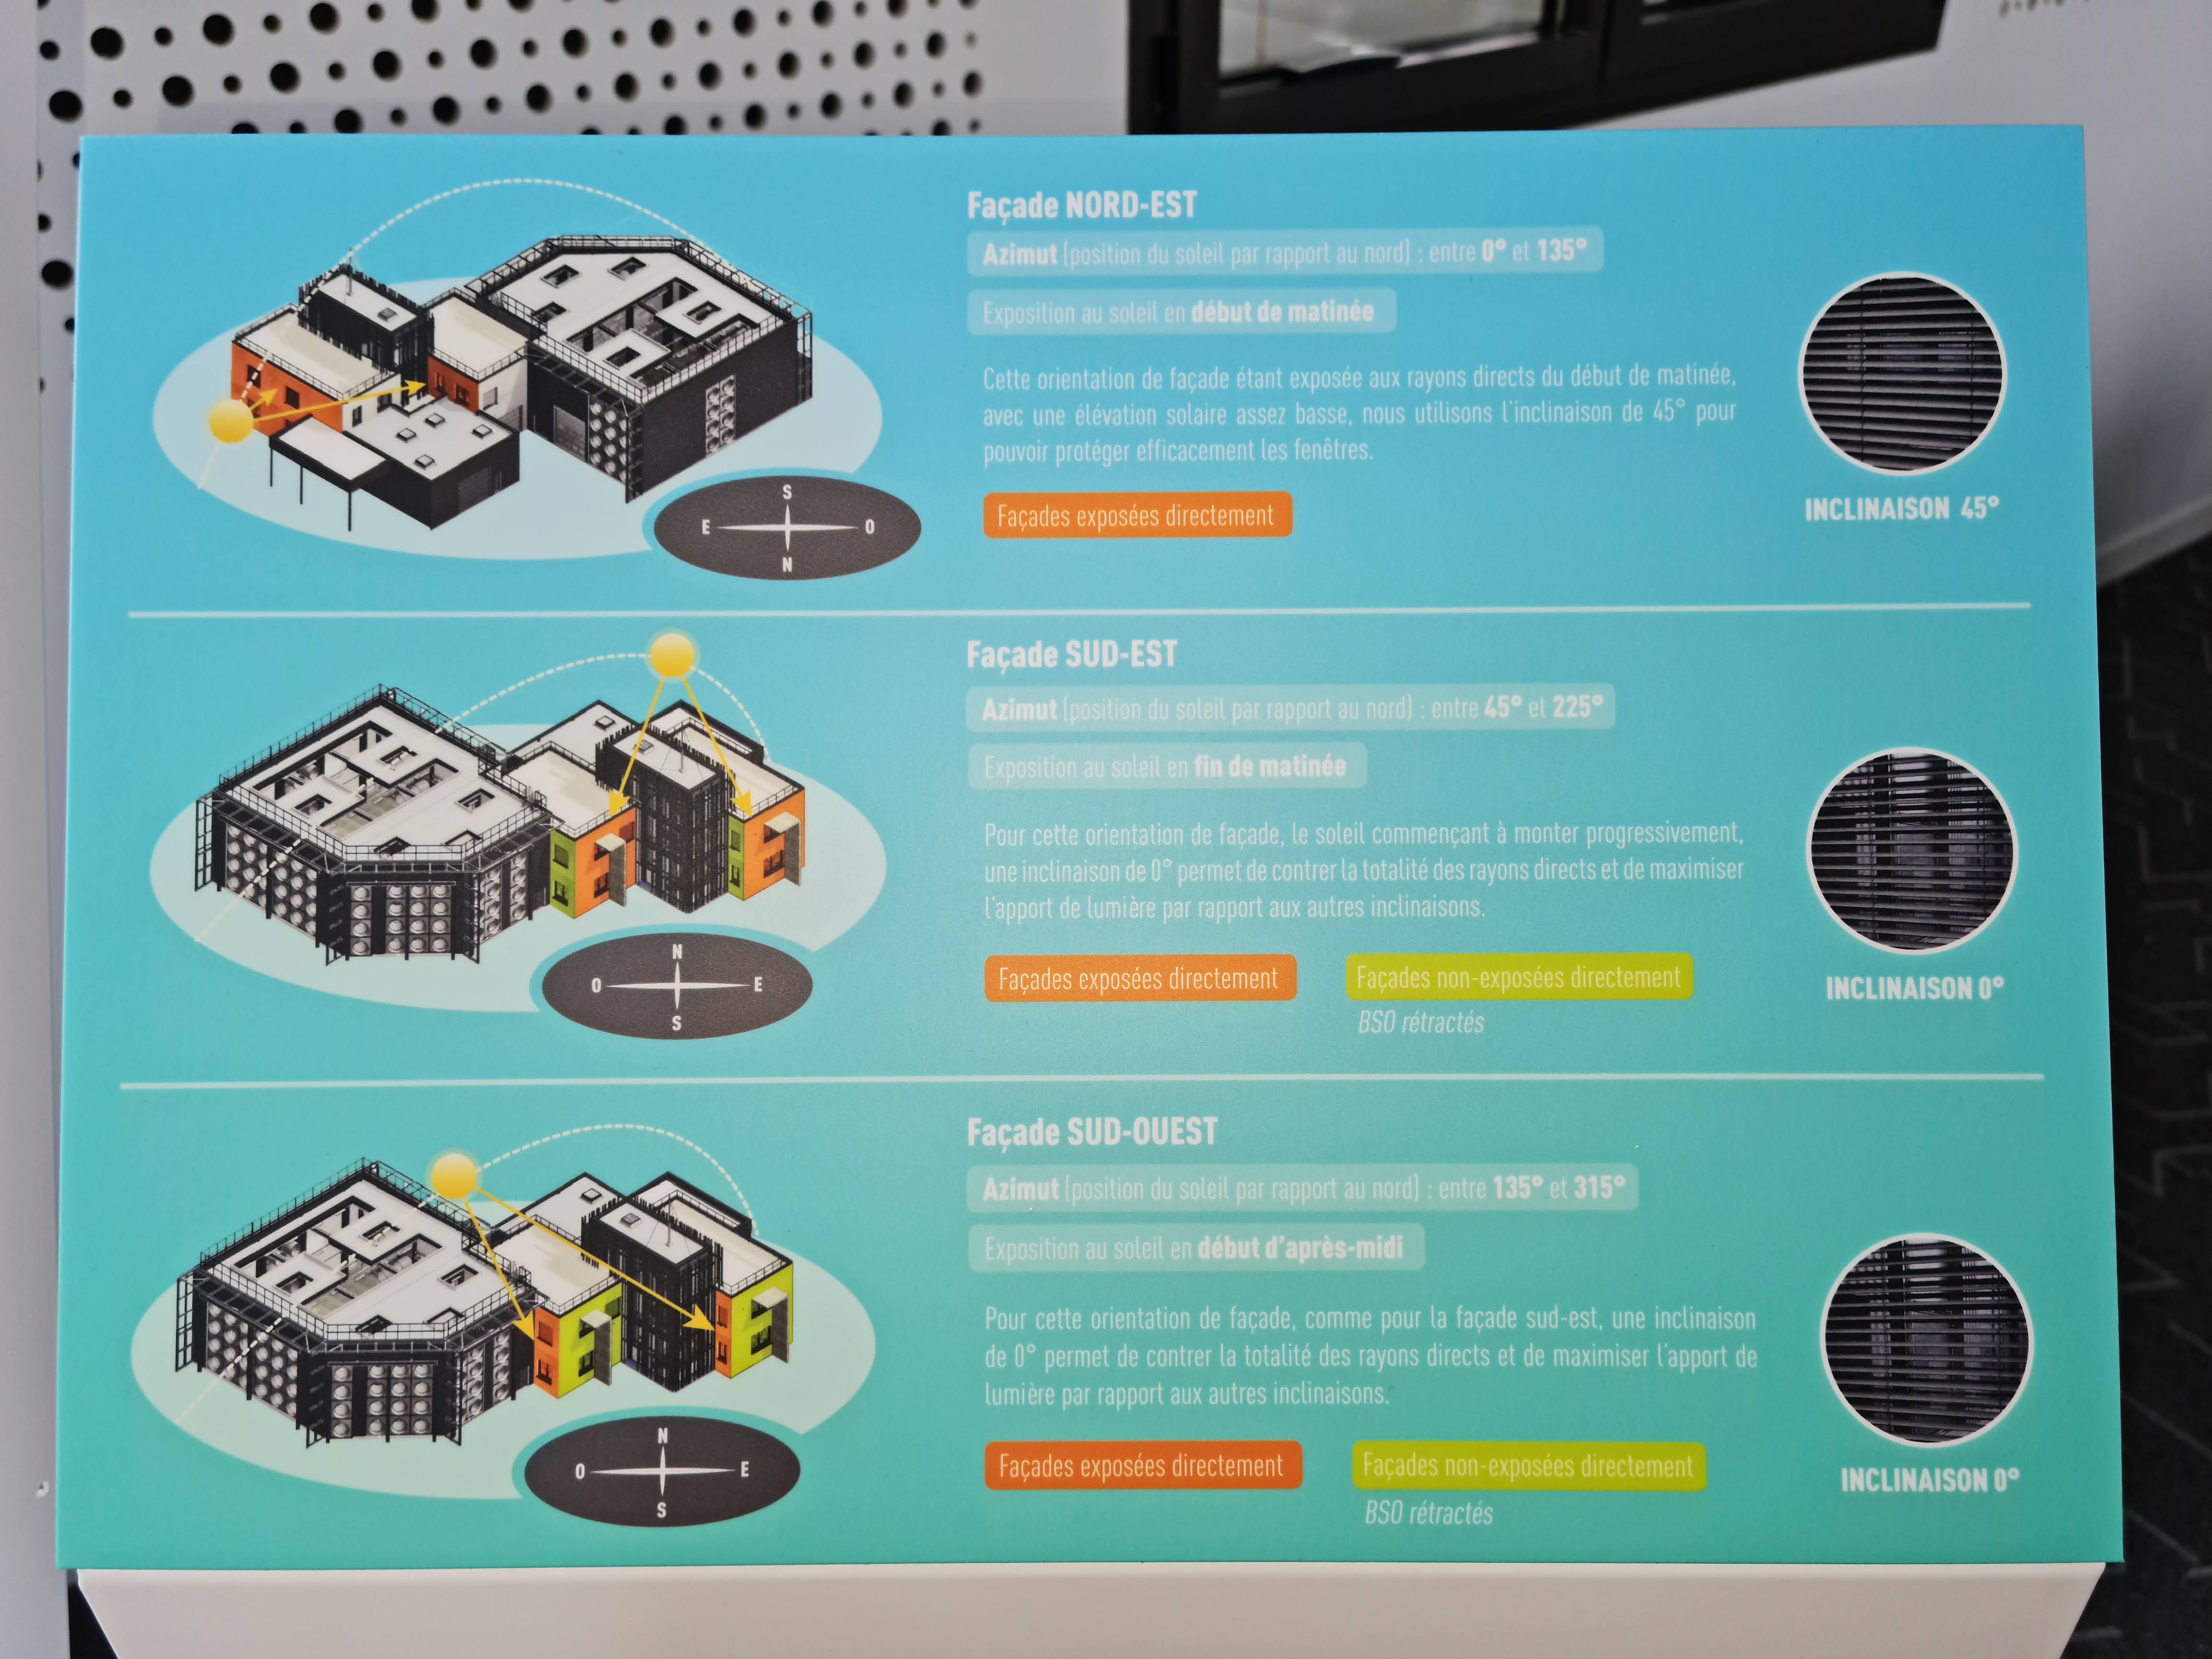 Façade NORD-EST
Azimut (position du soleil par rapport au nord) : entre 0° et 135°
Exposition au soleil en début de matinée
Cette orientation de façade étant exposée aux rayons directs du début de matinée,
avec une élévation solaire assez basse, nous utilisons l'inclinaison de 45° pour
pouvoir protéger efficacement les fenêtres.
Façades exposées directement
INCLINAISON 45°
S
E
O
N
Façade SUD-EST
Azimut (position du soleil par rapport au nord) : entre 45° et 225°
Exposition au soleil en fin de matinée
Pour cette orientation de façade, le soleil commençant à monter progressivement,
une inclinaison de 0° permet de contrer la totalité des rayons directs et de maximiser
l'apport de lumière par rapport aux autres inclinaisons.
Façades exposées directement
Façades non-exposées directement
BSO rétractés
INCLINAISON 0°
N
O
E
S
Façade SUD-OUEST
Azimut (position du soleil par rapport au nord) : entre 135° et 315°
Exposition au soleil en début d'après-midi
Pour cette orientation de façade, comme pour la façade sud-est, une inclinaison
de 0° permet de contrer la totalité des rayons directs et de maximiser l'apport de
lumière par rapport aux autres inclinaisons.
Façades exposées directement
Façades non-exposées directement
BSO rétractés
INCLINAISON 0°
N
O
E
S